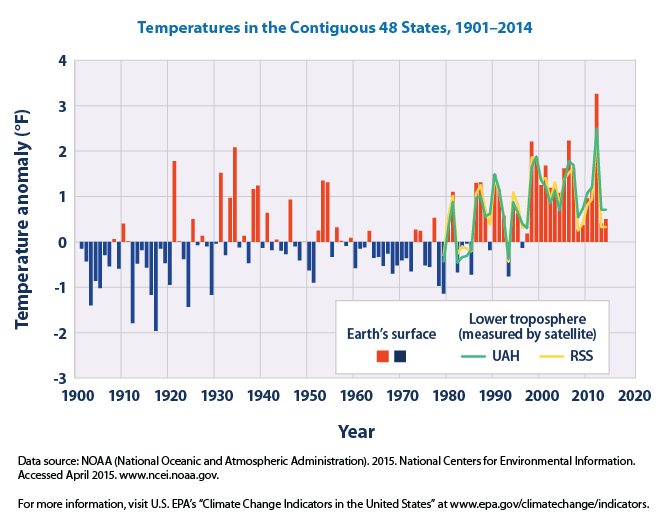 Temperatures in the Contiguous 48 States, 1901–2014
Temperature anomaly (°F)
4
3
2
1
0
-1
-2
-3
Earth's surface
Lower troposphere
(measured by satellite)
UAH
RSS
1900
1910
1920
1930
1940
1950
1960
1970
1980
1990
2000
2010
2020
Year
Data source: NOAA (National Oceanic and Atmospheric Administration). 2015. National Centers for Environmental Information.
Accessed April 2015. www.ncei.noaa.gov.
For more information, visit U.S. EPA's “Climate Change Indicators in the United States” at www.epa.gov/climatechange/indicators.